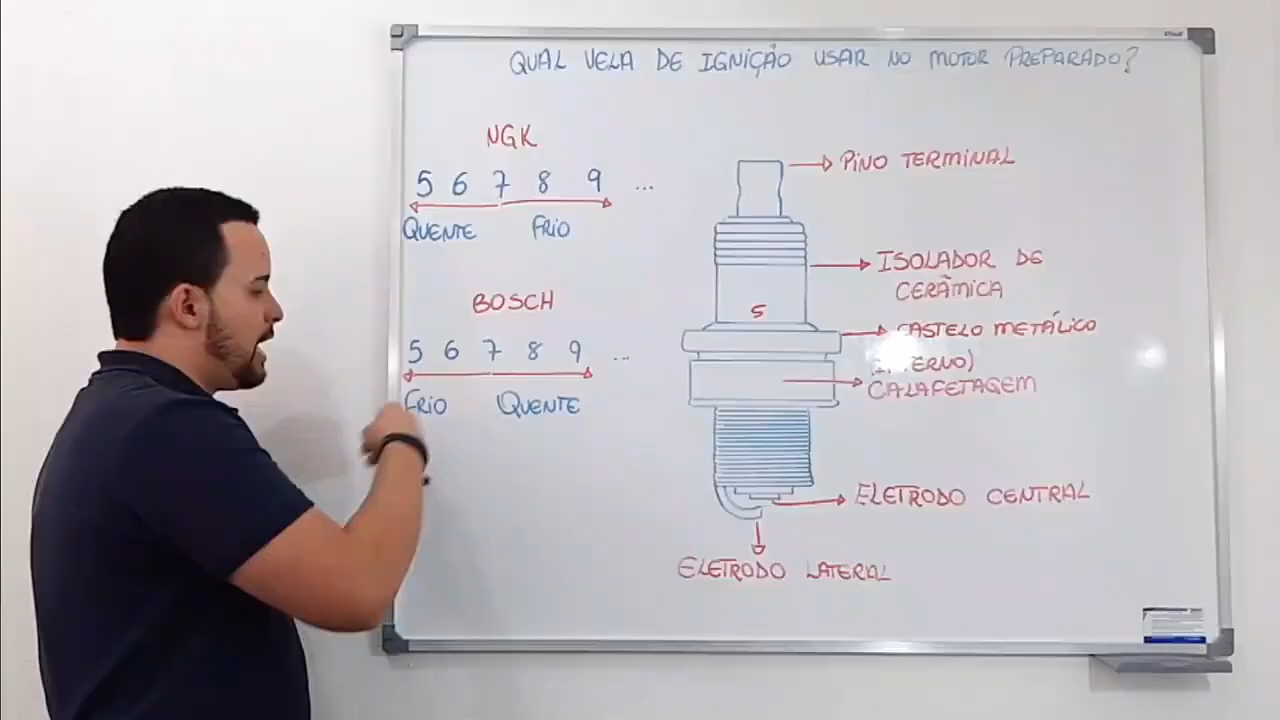 QUAL VELA DE IGNIÇÃO USAR NO MOTOR PREPARADO?
NGK
5 6 7 8 9 ...
QUENTE FRIO
BOSCH
5 6 7 8 9 ...
FRIO QUENTE
PINO TERMINAL
ISOLADOR DE
CERÂMICA
5
CASTELO METÁLICO
CALAFETAGEM
ELETRODO CENTRAL
ELETRODO LATERAL